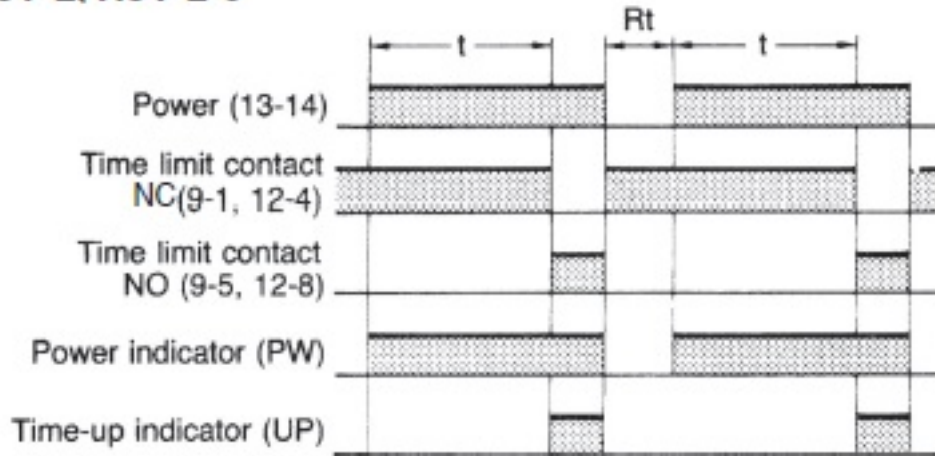 Rt
t
t
Power (13-14)
Time limit contact
NC(9-1, 12-4)
Time limit contact
NO (9-5, 12-8)
Power indicator (PW)
Time-up indicator (UP)